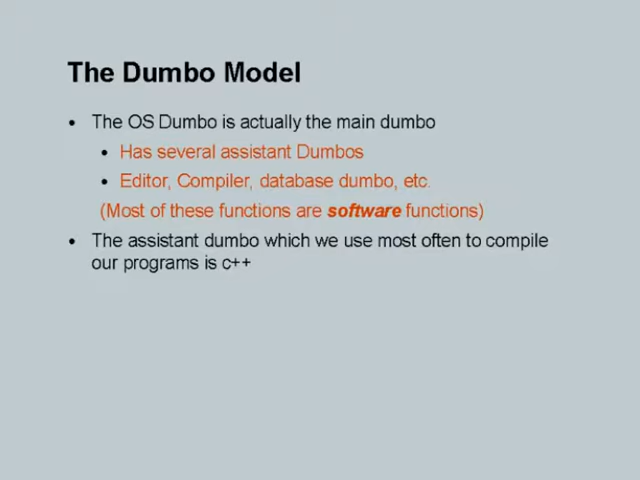 The Dumbo Model
• The OS Dumbo is actually the main dumbo
• Has several assistant Dumbos
• Editor, Compiler, database dumbo, etc.
(Most of these functions are software functions)
• The assistant dumbo which we use most often to compile
our programs is c++